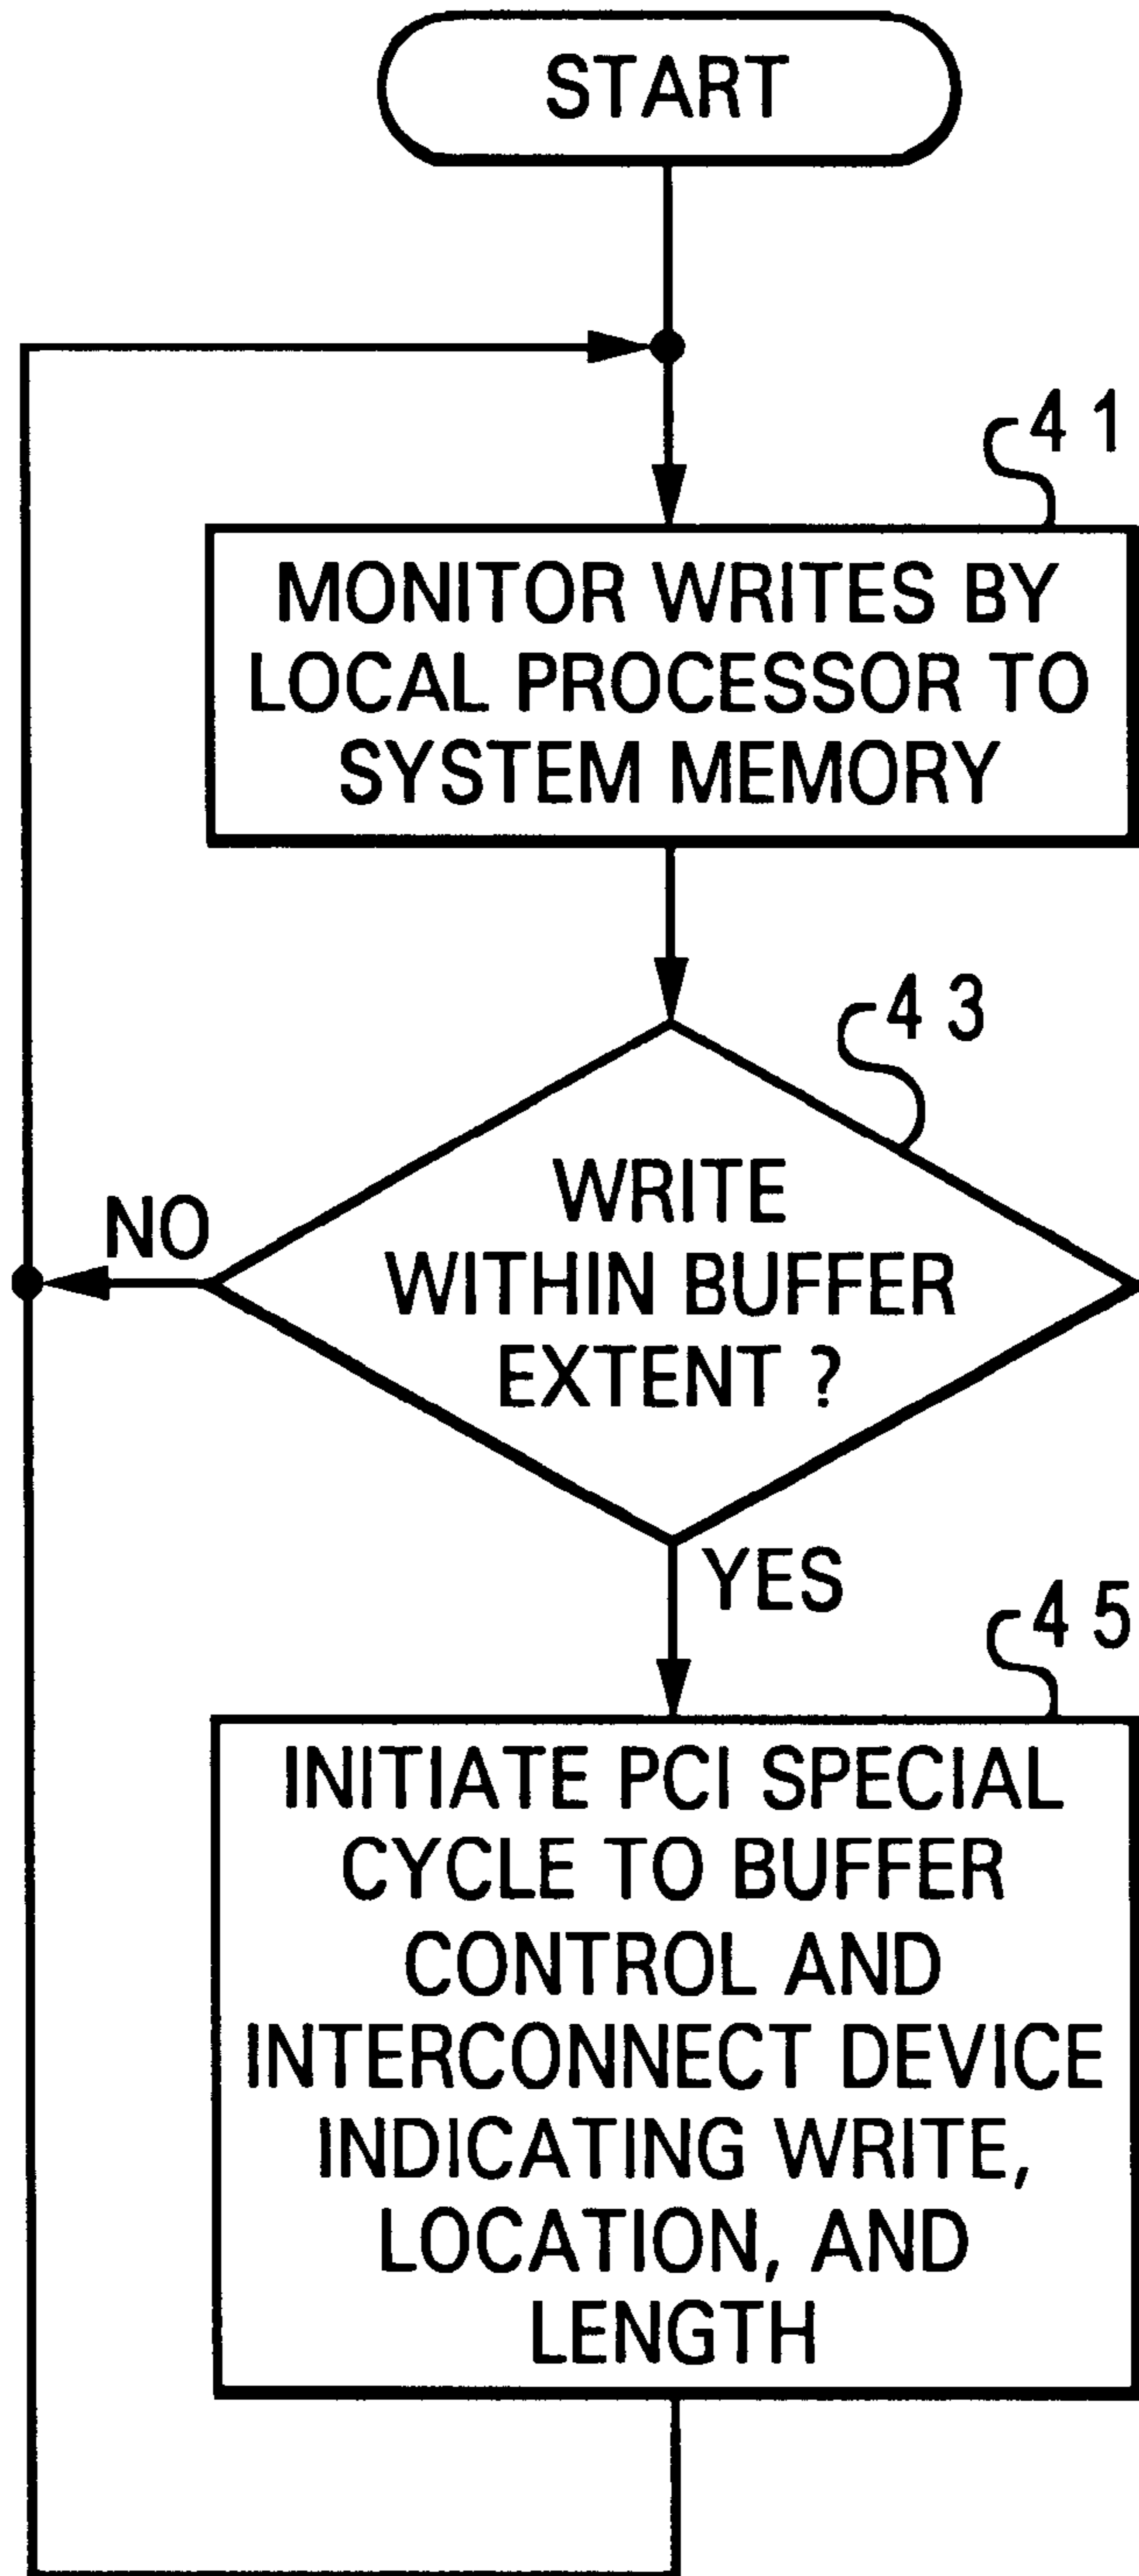 START
41
MONITOR WRITES BY
LOCAL PROCESSOR TO
SYSTEM MEMORY
43
WRITE
WITHIN BUFFER
EXTENT ?
NO
YES
45
INITIATE PCI SPECIAL
CYCLE TO BUFFER
CONTROL AND
INTERCONNECT DEVICE
INDICATING WRITE,
LOCATION, AND
LENGTH